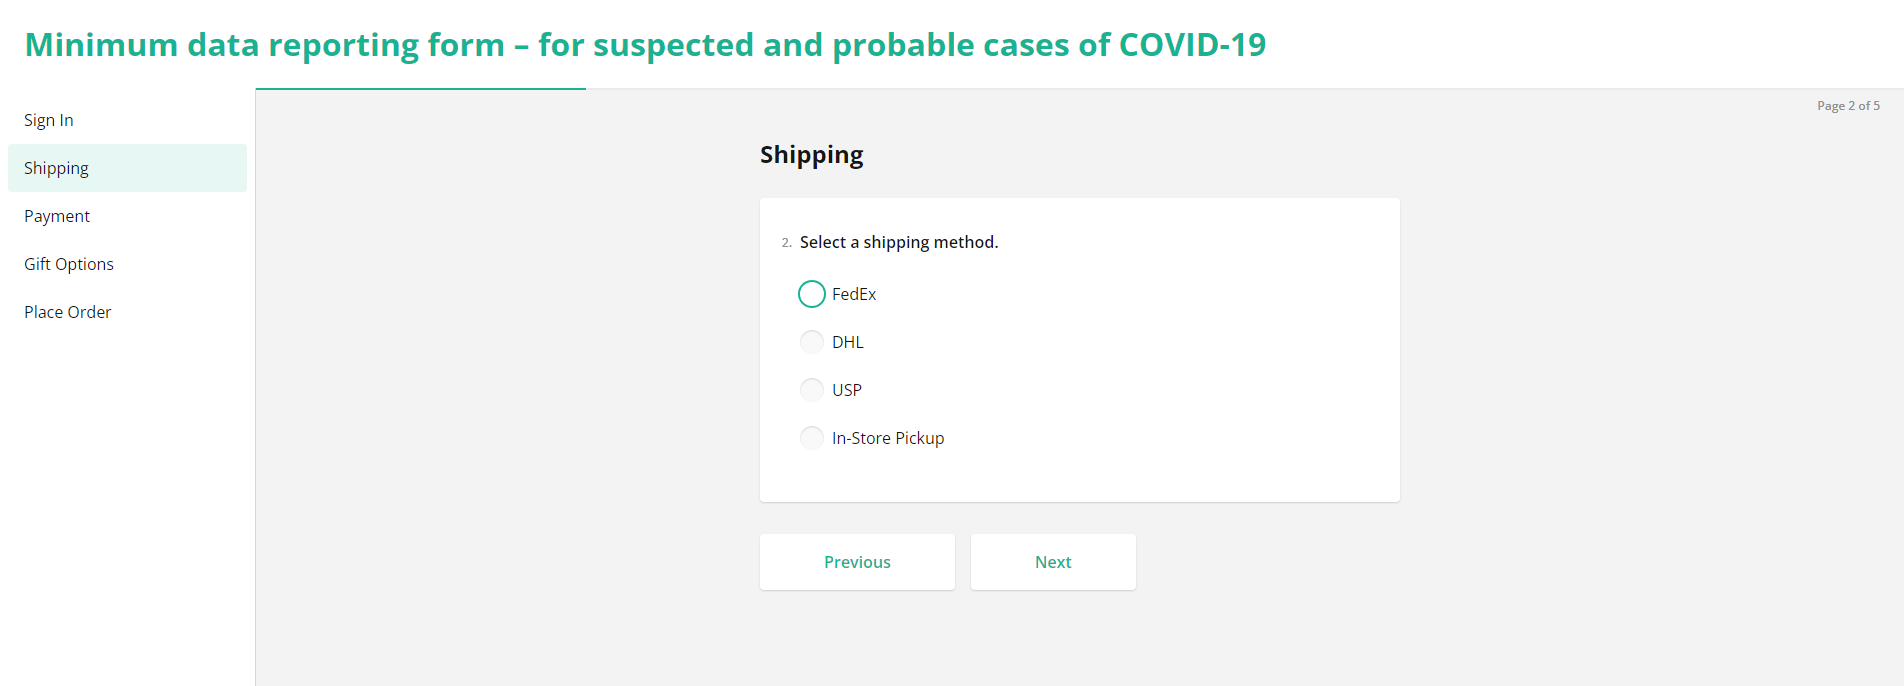 Minimum data reporting form – for suspected and probable cases of COVID-19
Page 2 of 5
Sign In
Shipping
Payment
Gift Options
Place Order
Shipping
2. Select a shipping method.
FedEx
DHL
USP
In-Store Pickup
Previous
Next